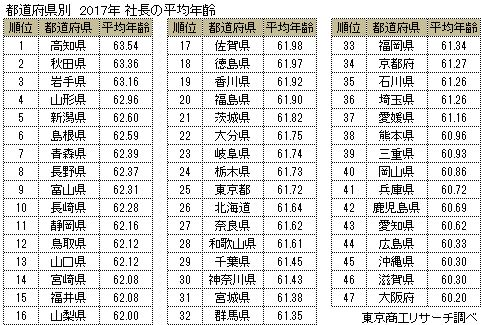 都道府県別 2017年 社長の平均年齢
順位 都道府県 平均年齢
1 高知県 63.54
2 秋田県 63.36
3 岩手県 63.16
4 山形県 62.96
5 新潟県 62.60
6 島根県 62.59
7 青森県 62.39
8 長野県 62.37
9 富山県 62.31
10 長崎県 62.28
11 静岡県 62.16
12 鳥取県 62.12
13 山口県 62.12
14 宮崎県 62.08
15 福井県 62.08
16 山梨県 62.00
順位 都道府県 平均年齢
17 佐賀県 61.98
18 徳島県 61.97
19 香川県 61.92
20 福島県 61.90
21 茨城県 61.82
22 大分県 61.75
23 岐阜県 61.74
24 栃木県 61.73
25 東京都 61.72
26 北海道 61.64
27 奈良県 61.62
28 和歌山県 61.61
29 千葉県 61.45
30 神奈川県 61.43
31 宮城県 61.38
32 群馬県 61.35
順位 都道府県 平均年齢
33 福岡県 61.34
34 京都府 61.27
35 石川県 61.26
36 埼玉県 61.26
37 愛媛県 61.16
38 熊本県 60.96
39 三重県 60.93
40 岡山県 60.86
41 兵庫県 60.72
42 鹿児島県 60.69
43 愛知県 60.62
44 広島県 60.33
45 沖縄県 60.30
46 滋賀県 60.30
47 大阪府 60.20
東京商工リサーチ調べ